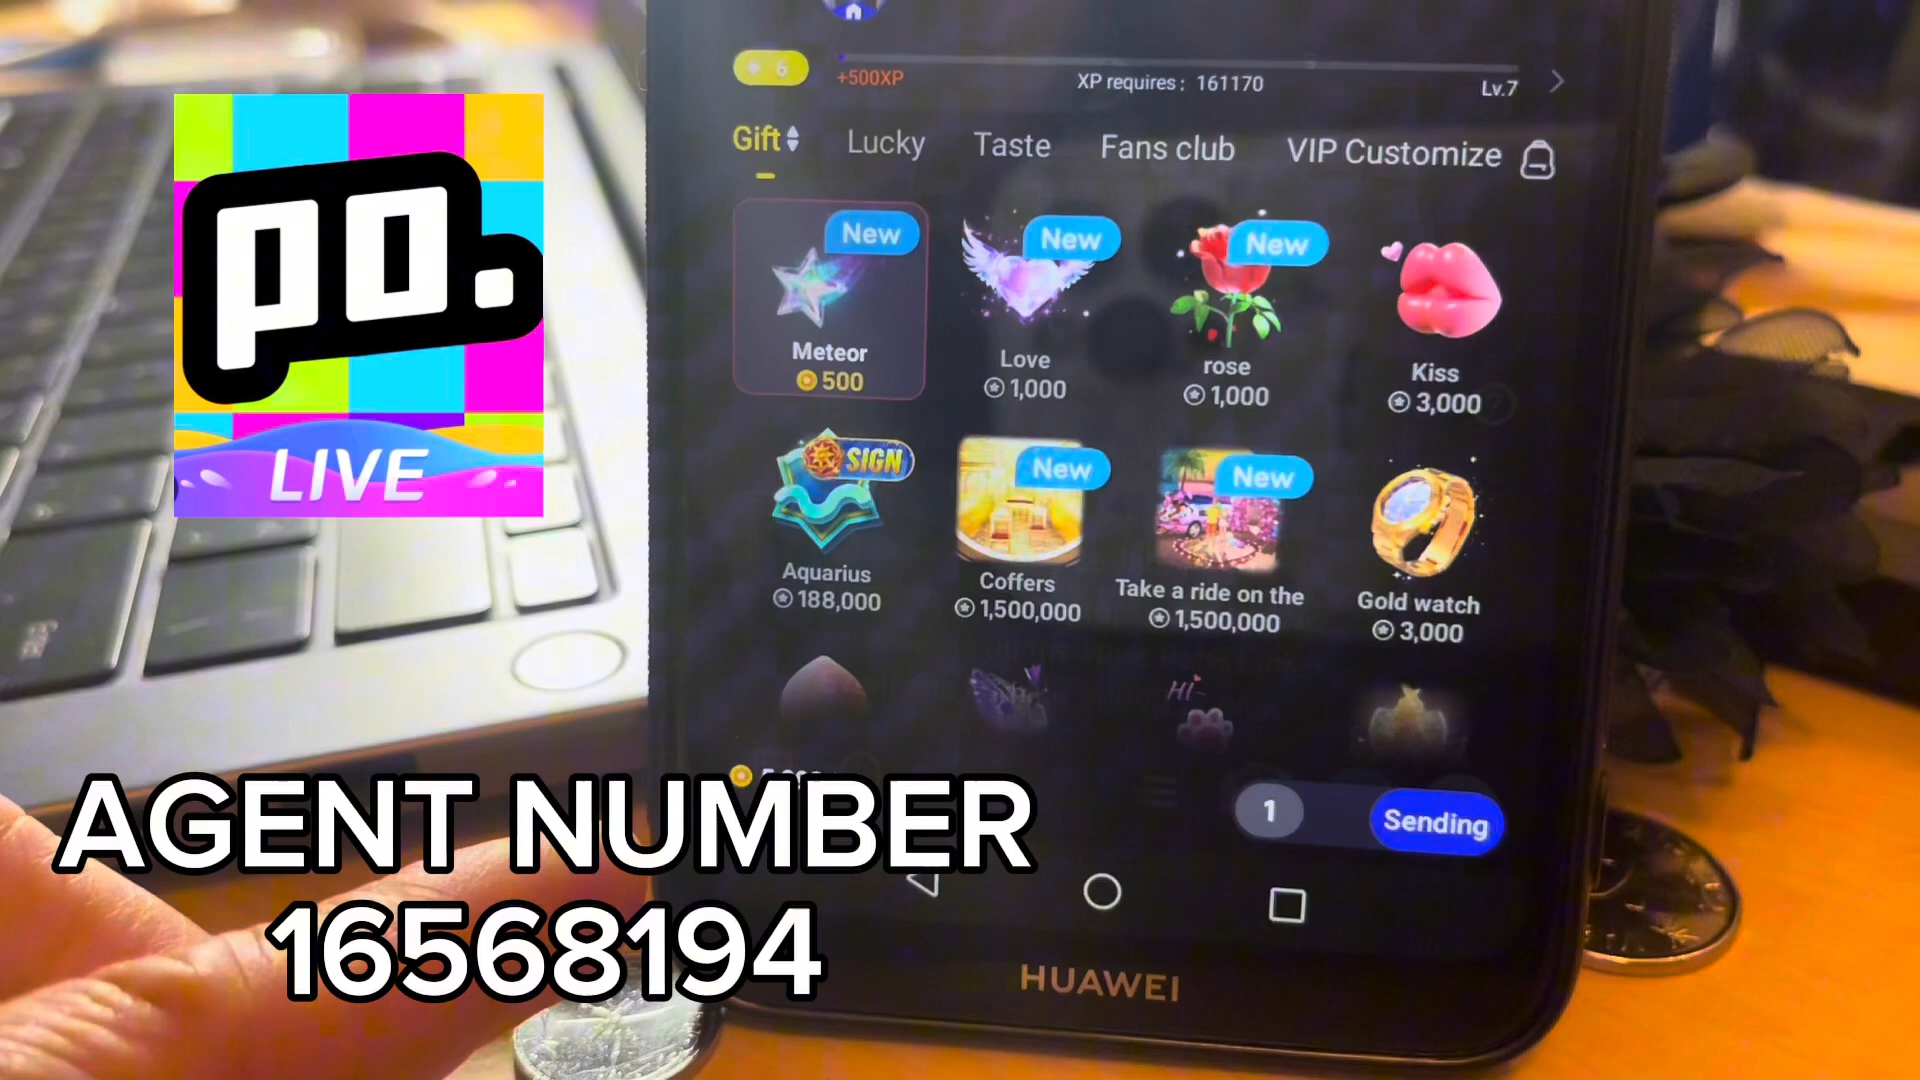 po.
LIVE
6
+500XP
XP requires : 161170
Lv.7
Gift
Lucky
Taste
Fans club
VIP Customize
New
New
New
Meteor
Love
rose
Kiss
500
1,000
1,000
3,000
SIGN
New
New
Aquarius
Coffers
Take a ride on the
Gold watch
188,000
1,500,000
1,500,000
3,000
Hi
1
Sending
AGENT NUMBER
16568194
HUAWEI